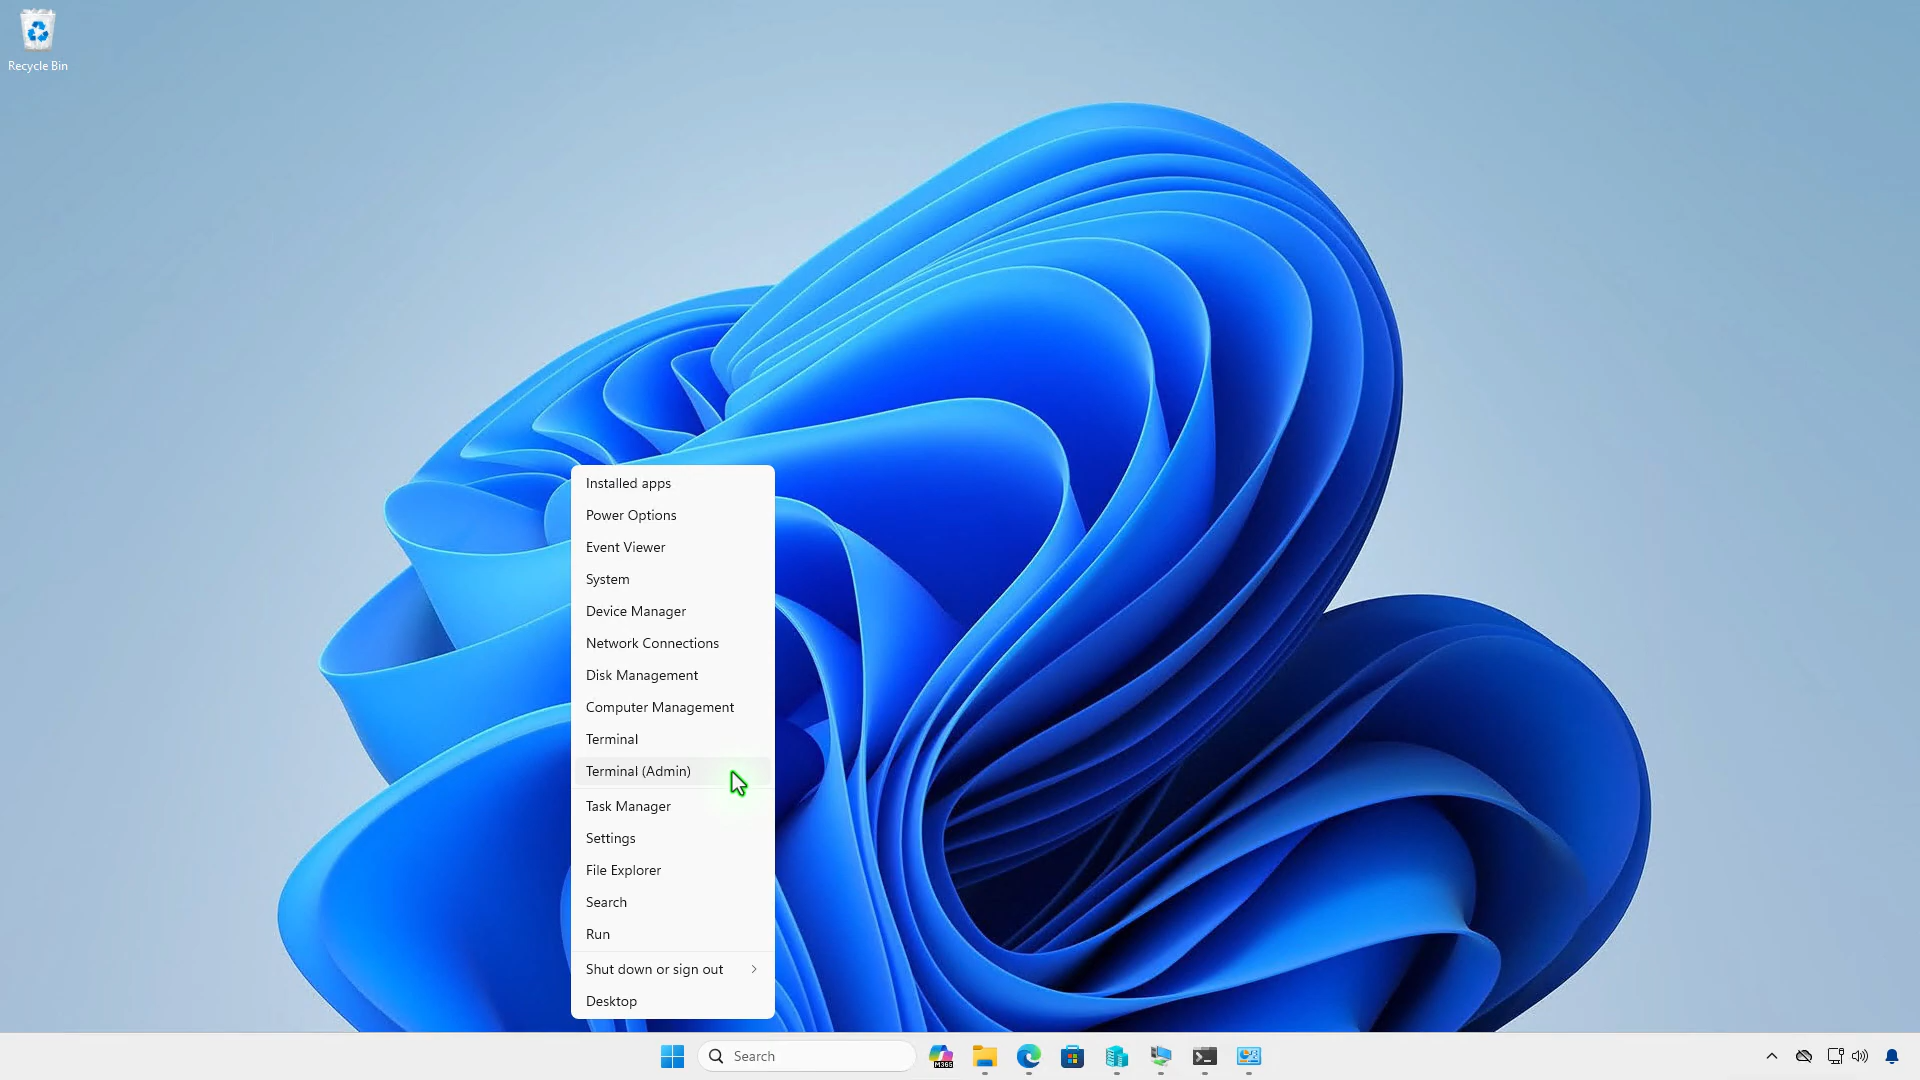 Recycle Bin
Installed apps
Power Options
Event Viewer
System
Device Manager
Network Connections
Disk Management
Computer Management
Terminal
Terminal (Admin)
Task Manager
Settings
File Explorer
Search
Run
Shut down or sign out
Desktop
Search
M365